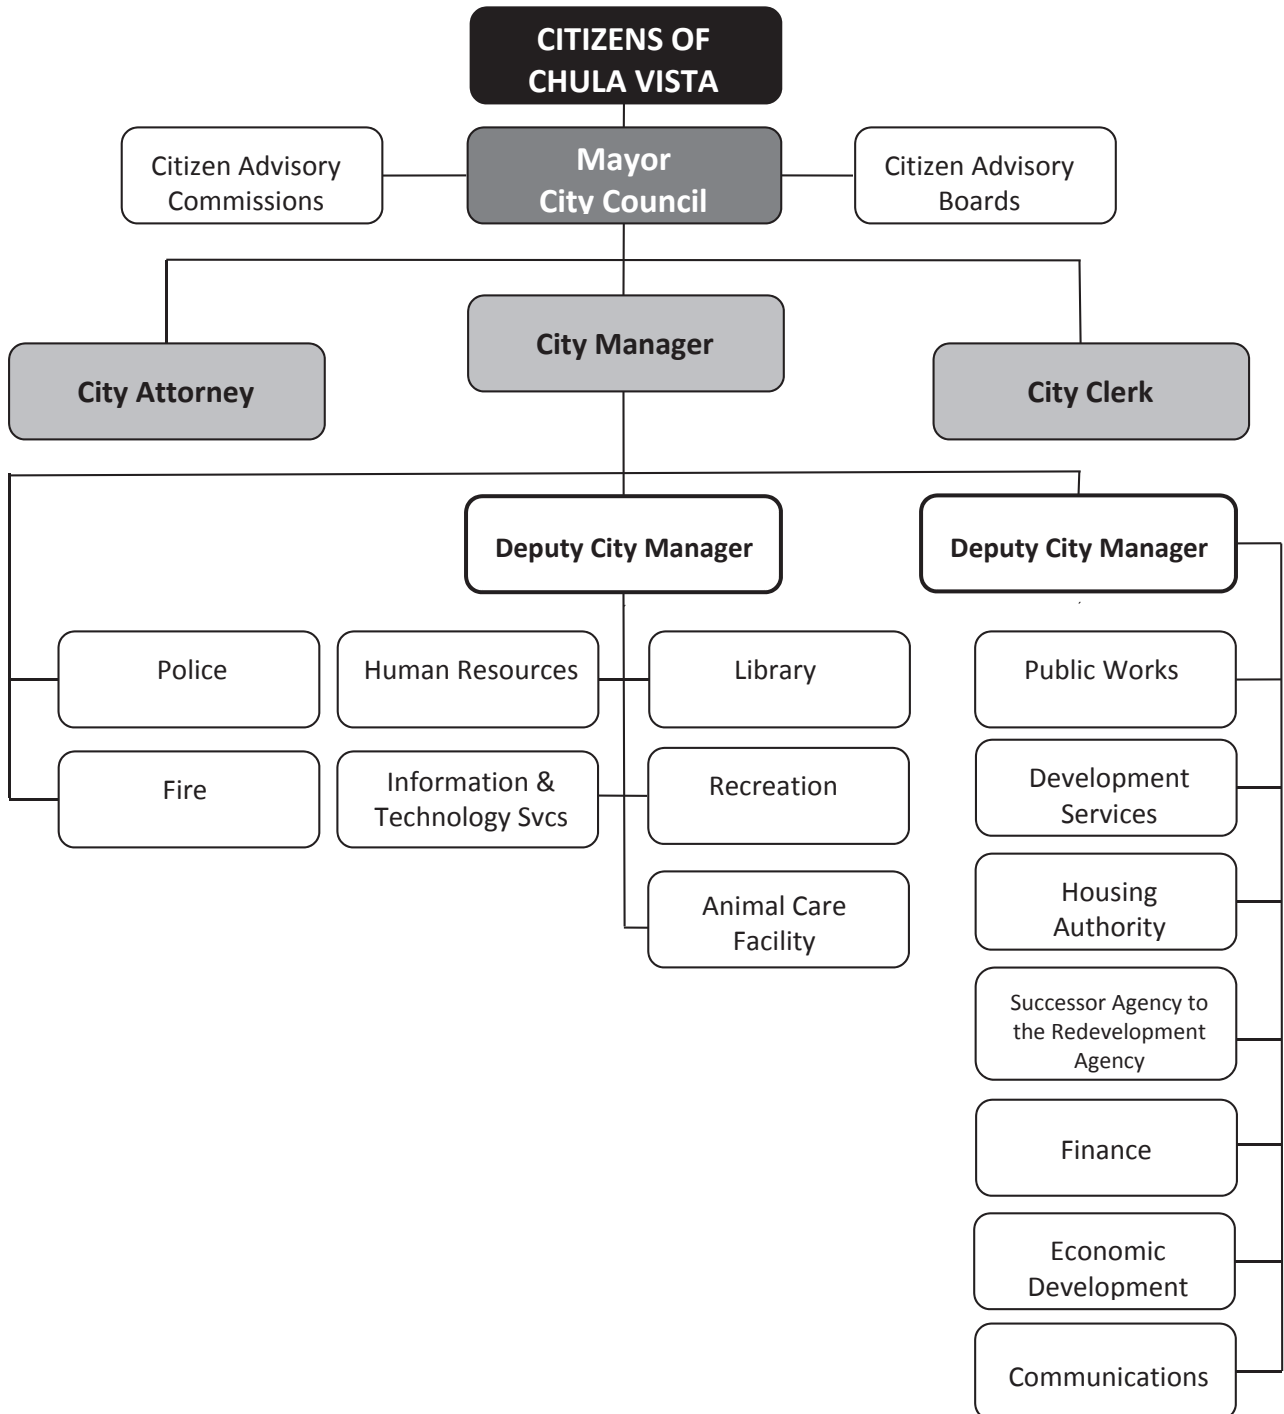 CITIZENS OF
CHULA VISTA
Citizen Advisory
Commissions
Mayor
City Council
Citizen Advisory
Boards
City Attorney
City Manager
City Clerk
Deputy City Manager
Deputy City Manager
Police
Human Resources
Library
Public Works
Fire
Information &
Technology Svcs
Recreation
Development
Services
Animal Care
Facility
Housing
Authority
Successor Agency to
the Redevelopment
Agency
Finance
Economic
Development
Communications